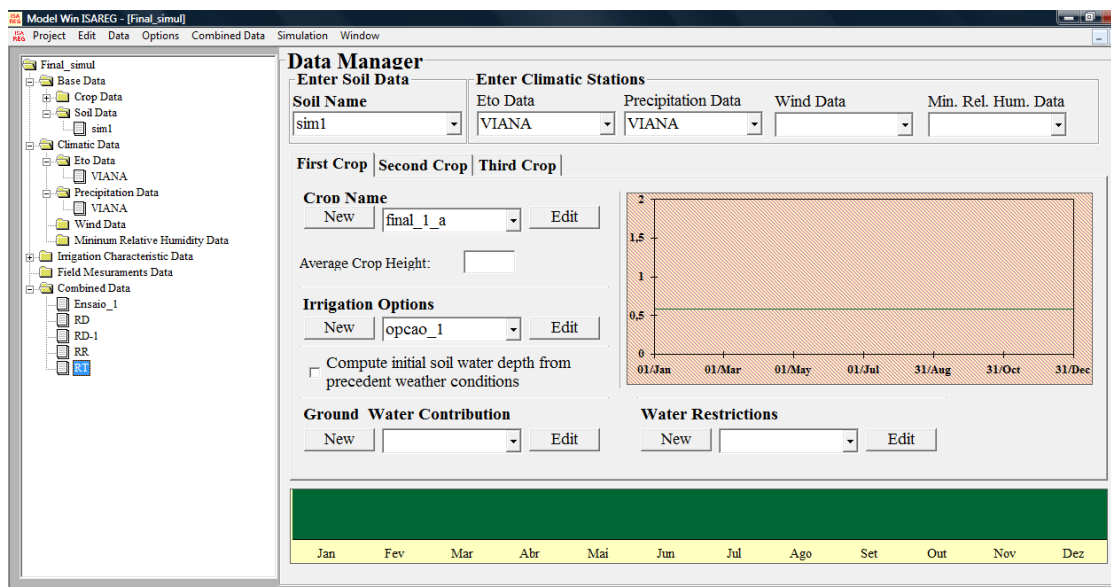 Model Win ISAREG - [Final_simul]
Project Edit Data Options Combined Data Simulation Window
Final_simul
Base Data
Crop Data
Soil Data
sim1
Climatic Data
Eto Data
VIANA
Precipitation Data
VIANA
Wind Data
Mininum Relative Humidity Data
Irrigation Characteristic Data
Field Mesuraments Data
Combined Data
Ensaio_1
RD
RD-1
RR
RT
Data Manager
Enter Soil Data Enter Climatic Stations
Soil Name Eto Data Precipitation Data Wind Data Min. Rel. Hum. Data
sim1 VIANA VIANA
First Crop Second Crop Third Crop
Crop Name
New final_1_a Edit
Average Crop Height:
Irrigation Options
New opcao_1 Edit
Compute initial soil water depth from
precedent weather conditions
2
1,5
1
0,5
0
01/Jan 01/Mar 01/May 01/Jul 31/Aug 31/Oct 31/Dec
Ground Water Contribution Water Restrictions
New Edit New Edit
Jan Fev Mar Abr Mai Jun Jul Ago Set Out Nov Dez